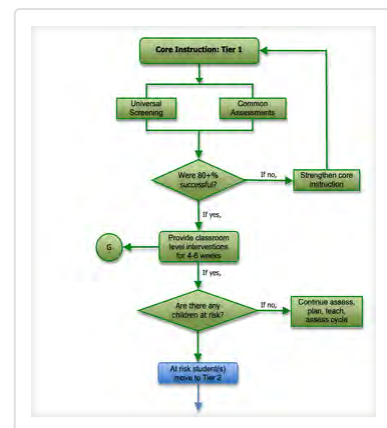 Core Instruction: Tier 1
Universal
Screening
Common
Assessments
Were 80+%
successful?
If no,
Strengthen core
instruction
If yes,
G
Provide classroom
level interventions
for 4-6 weeks
If yes,
Are there any
children at risk?
If no,
Continue assess,
plan, teach,
assess cycle
At risk student(s)
move to Tier 2